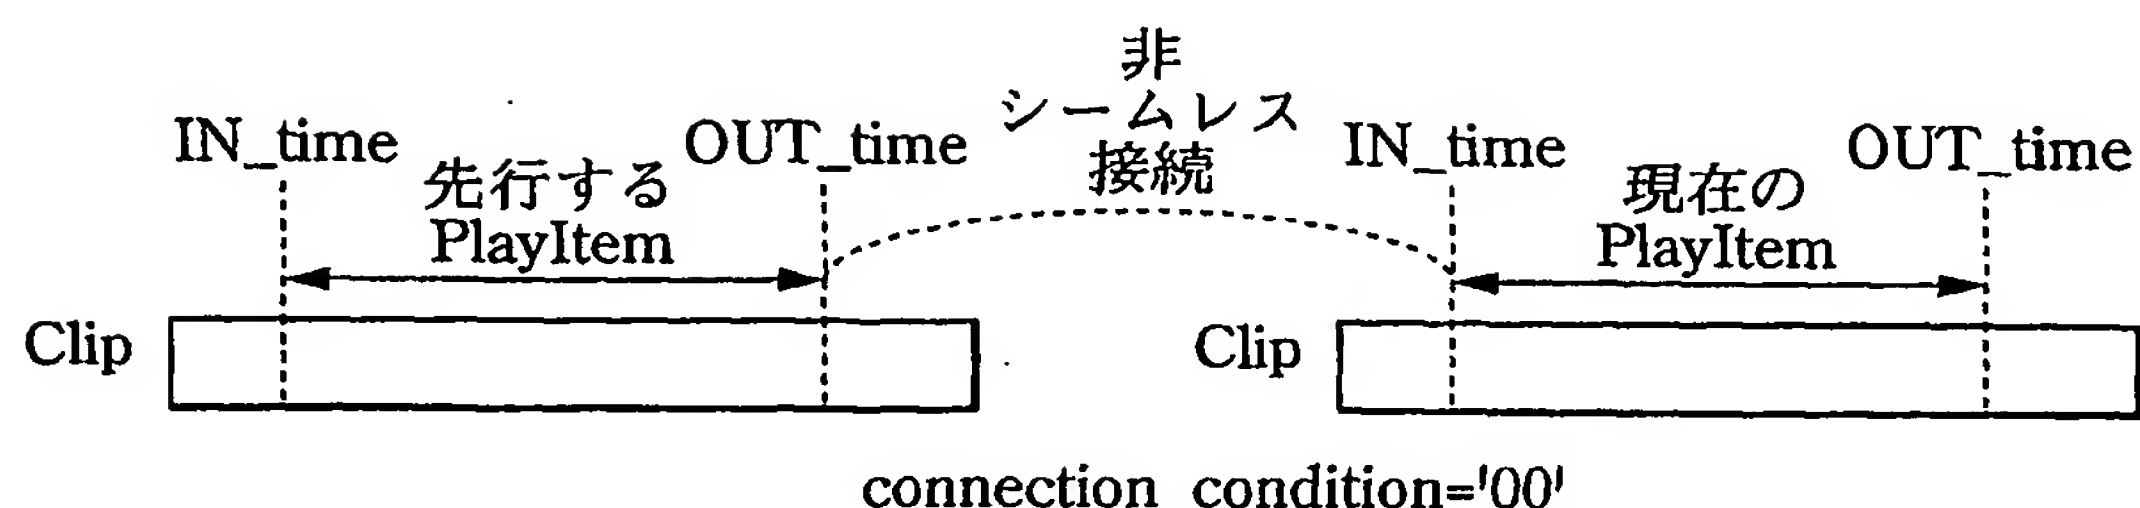 非
シームレス
接続
IN_time
OUT_time
IN_time
OUT_time
先行する
PlayItem
現在の
PlayItem
Clip
Clip
connection condition='00'